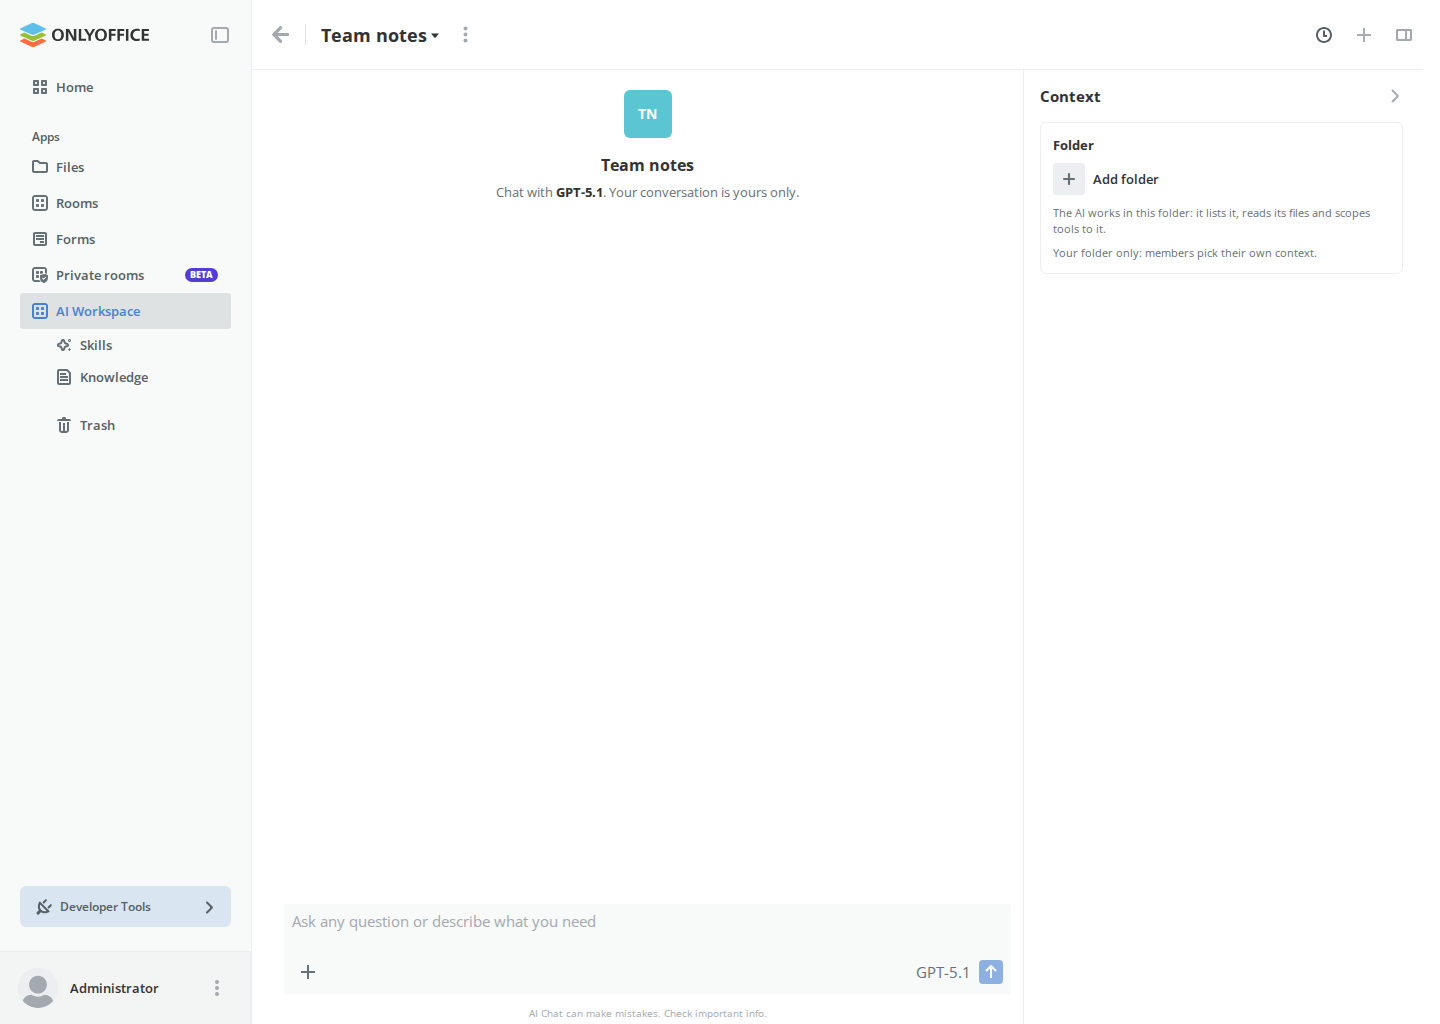 ONLYOFFICE
Home
Apps
Files
Rooms
Forms
Private rooms BETA
AI Workspace
Skills
Knowledge
Trash
Developer Tools
Administrator
Team notes
TN
Team notes
Chat with GPT-5.1. Your conversation is yours only.
Ask any question or describe what you need
GPT-5.1
AI Chat can make mistakes. Check important info.
Context
Folder
Add folder
The AI works in this folder: it lists it, reads its files and scopes
tools to it.
Your folder only: members pick their own context.